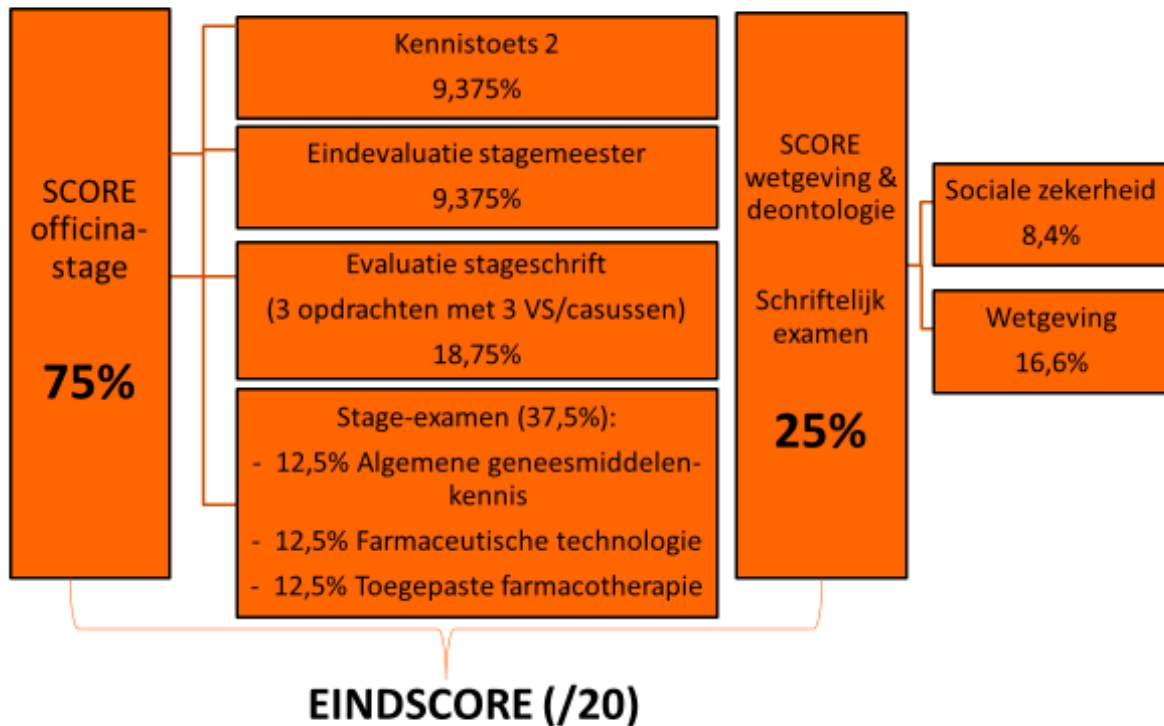 SCORE
officina-
stage
75%
Kennistoets 2
9,375%
Eindevaluatie stagemeester
9,375%
Evaluatie stageschrift
(3 opdrachten met 3 VS/casussen)
18,75%
Stage-examen (37,5%):
- 12,5% Algemene geneesmiddelen-
kennis
- 12,5% Farmaceutische technologie
- 12,5% Toegepaste farmacotherapie
SCORE
wetgeving &
deontologie
Schriftelijk
examen
25%
Sociale zekerheid
8,4%
Wetgeving
16,6%
EINDSCORE (/20)